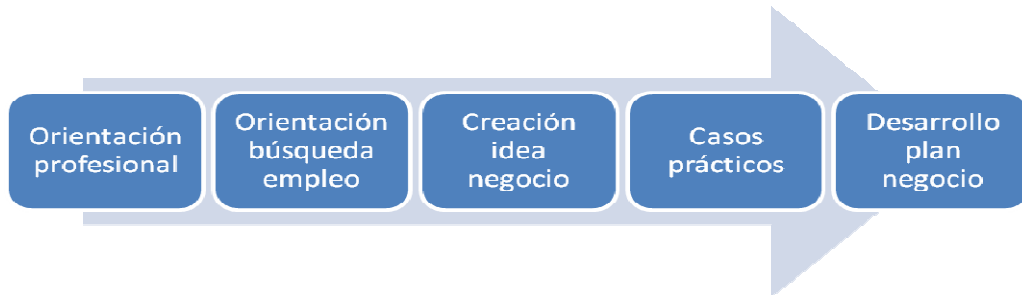 Orientación
profesional
Orientación
búsqueda
empleo
Creación
idea
negocio
Casos
prácticos
Desarrollo
plan
negocio